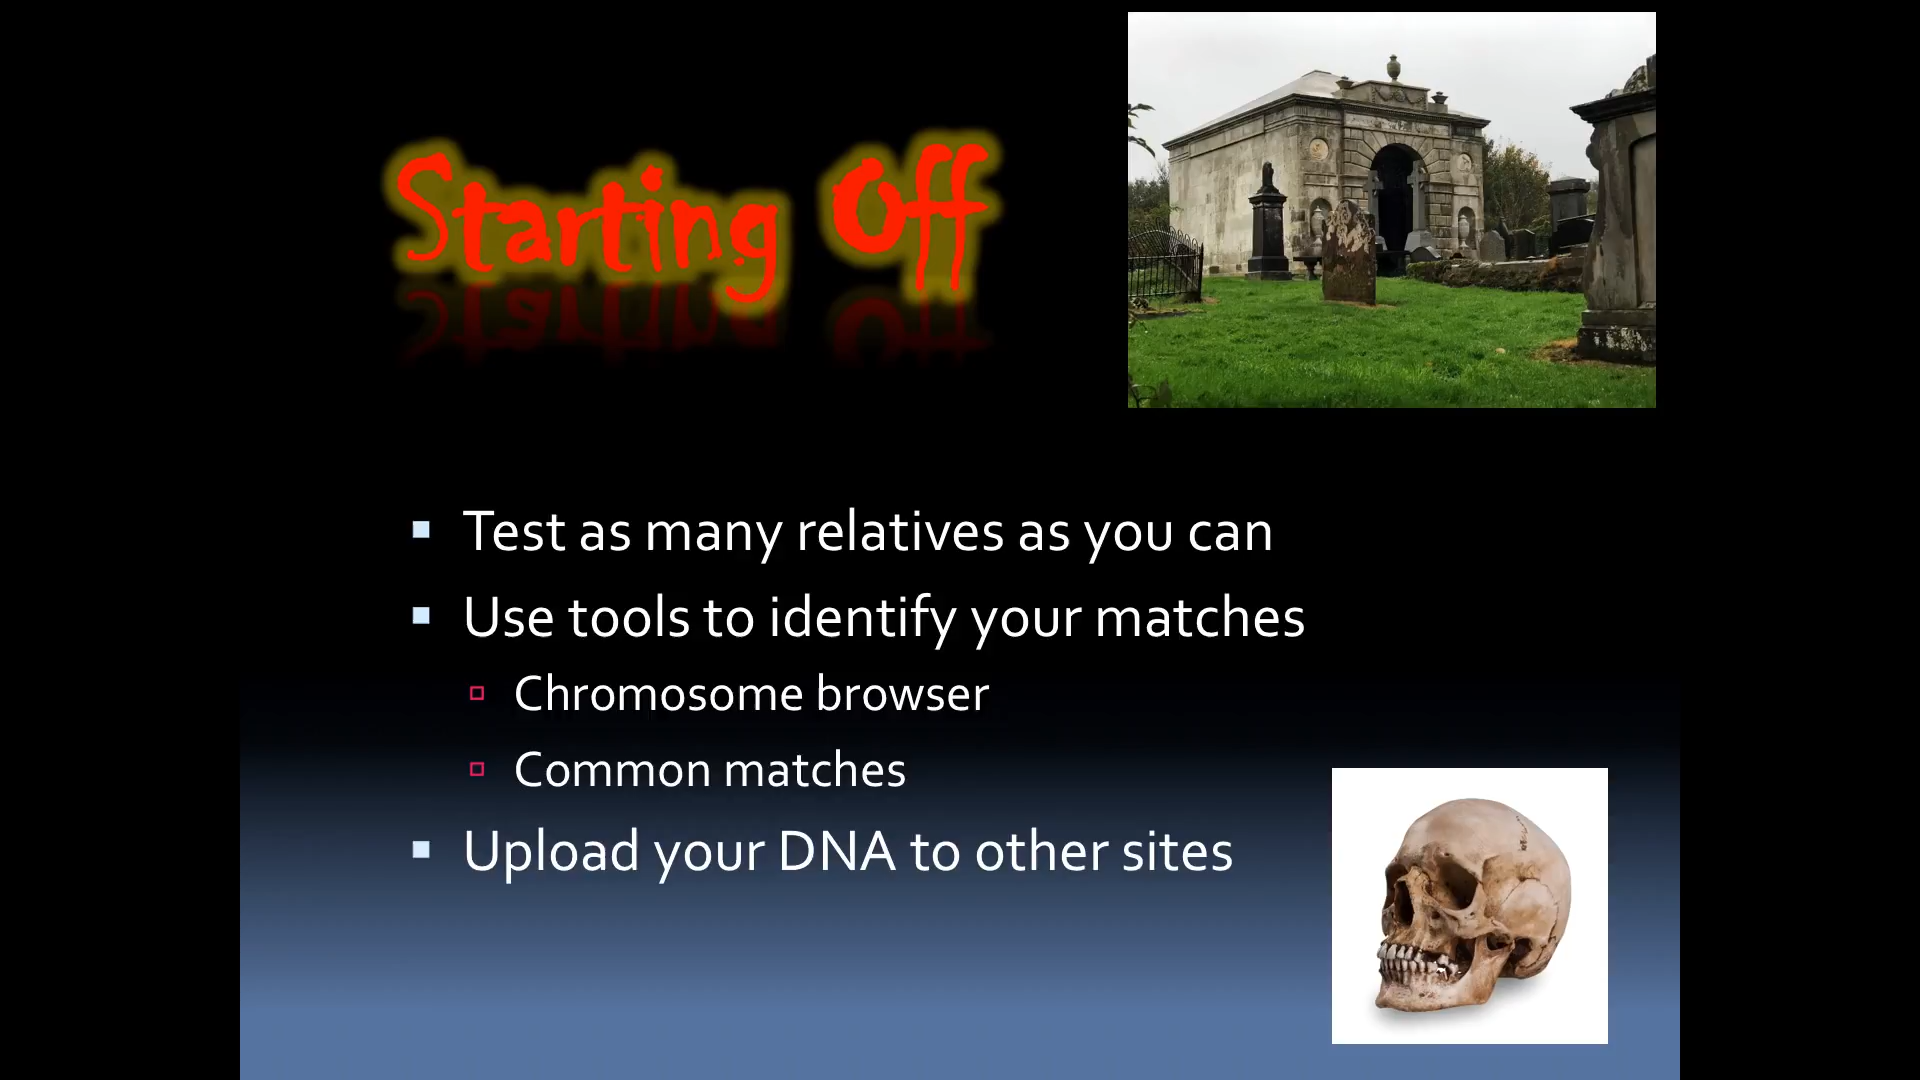 Starting Off
Test as many relatives as you can
Use tools to identify your matches
Chromosome browser
Common matches
Upload your DNA to other sites